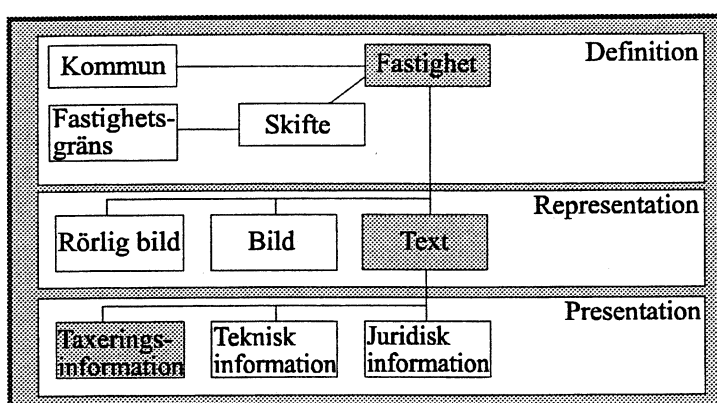 Definition
Kommun
Fastighet
Fastighets-
gräns
Skifte
Representation
Rörlig bild
Bild
Text
Presentation
Taxerings-
information
Teknisk
information
Juridisk
information